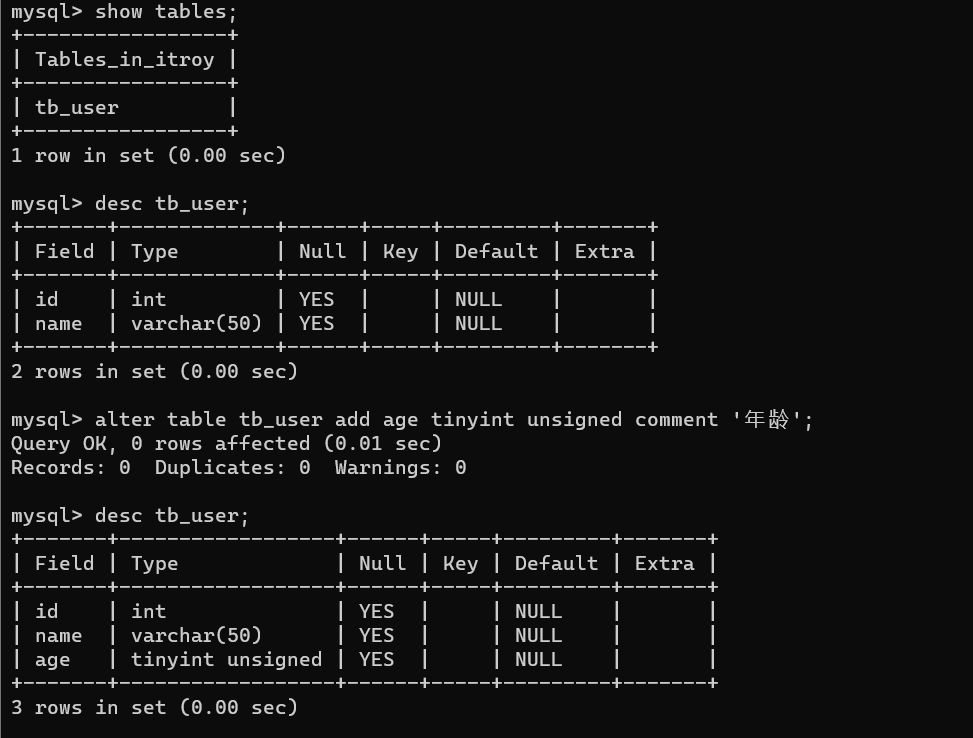 mysql> show tables;
+-----------------+
| Tables_in_itroy |
+-----------------+
| tb_user         |
+-----------------+
1 row in set (0.00 sec)
mysql> desc tb_user;
+-------+-------------+------+-----+---------+-------+
| Field | Type        | Null | Key | Default | Extra |
+-------+-------------+------+-----+---------+-------+
| id    | int         | YES  |     | NULL    |       |
| name  | varchar(50) | YES  |     | NULL    |       |
+-------+-------------+------+-----+---------+-------+
2 rows in set (0.00 sec)
mysql> alter table tb_user add age tinyint unsigned comment '年龄';
Query OK, 0 rows affected (0.01 sec)
Records: 0  Duplicates: 0  Warnings: 0
mysql> desc tb_user;
+-------+------------------+------+-----+---------+-------+
| Field | Type             | Null | Key | Default | Extra |
+-------+------------------+------+-----+---------+-------+
| id    | int              | YES  |     | NULL    |       |
| name  | varchar(50)      | YES  |     | NULL    |       |
| age   | tinyint unsigned | YES  |     | NULL    |       |
+-------+------------------+------+-----+---------+-------+
3 rows in set (0.00 sec)